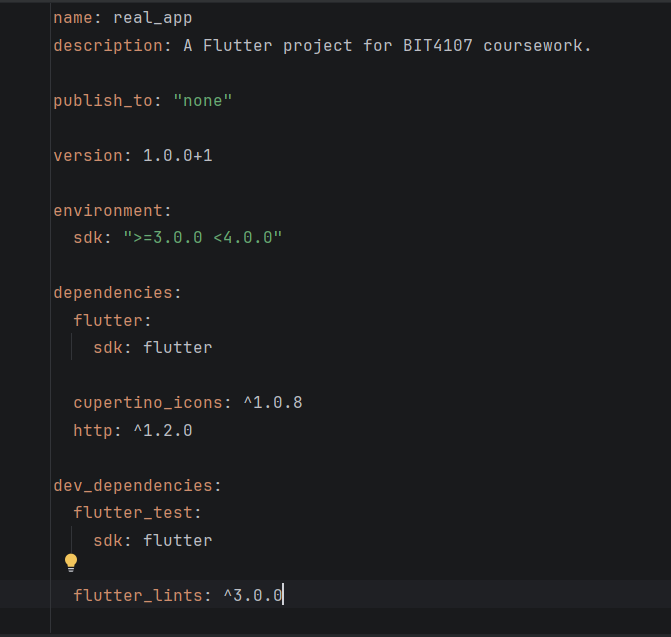 name: real_app
description: A Flutter project for BIT4107 coursework.
publish_to: "none"
version: 1.0.0+1
environment:
  sdk: ">=3.0.0 <4.0.0"
dependencies:
  flutter:
    sdk: flutter
  cupertino_icons: ^1.0.8
  http: ^1.2.0
dev_dependencies:
  flutter_test:
    sdk: flutter
  flutter_lints: ^3.0.0